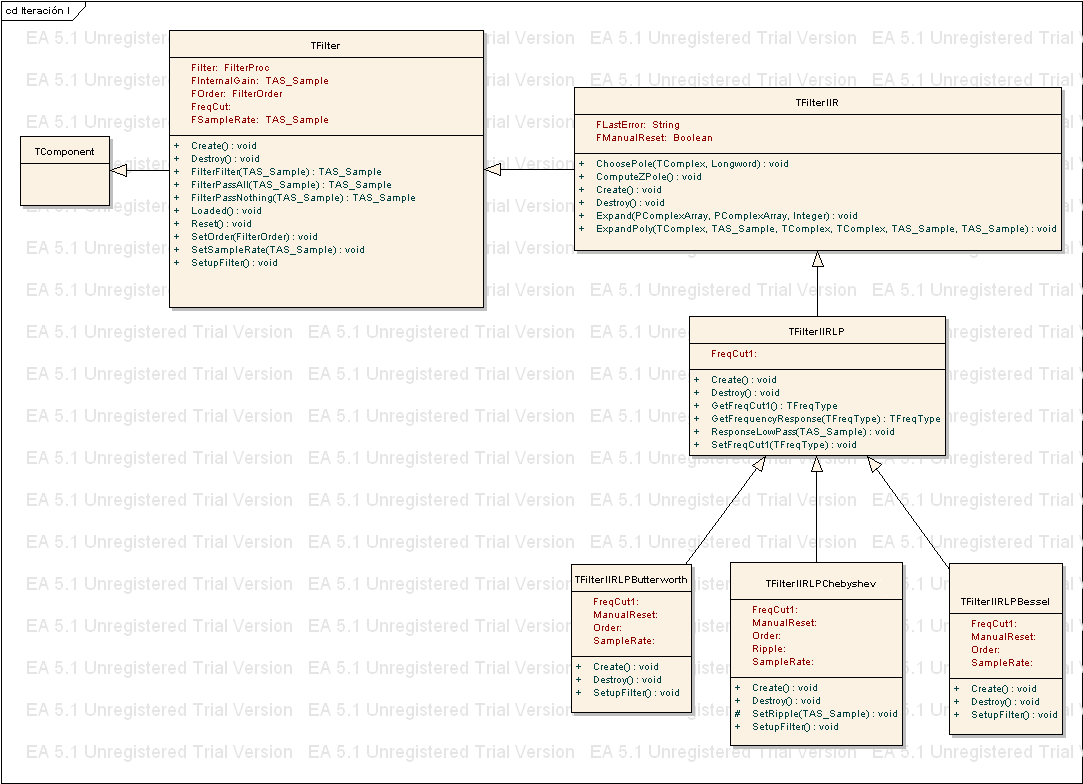 cd Iteración I
TComponent
TFilter
Filter: FilterProc
FInternalGain: TAS_Sample
FOrder: FilterOrder
FreqCut:
FSampleRate: TAS_Sample
+ Create() : void
+ Destroy() : void
+ FilterFilter(TAS_Sample) : TAS_Sample
+ FilterPassAll(TAS_Sample) : TAS_Sample
+ FilterPassNothing(TAS_Sample) : TAS_Sample
+ Loaded() : void
+ Reset() : void
+ SetOrder(FilterOrder) : void
+ SetSampleRate(TAS_Sample) : void
+ SetupFilter() : void
TFilterIIR
FLastError: String
FManualReset: Boolean
+ ChoosePole(TComplex, Longword) : void
+ ComputeZPole() : void
+ Create() : void
+ Destroy() : void
+ Expand(PComplexArray, PComplexArray, Integer) : void
+ ExpandPoly(TComplex, TAS_Sample, TComplex, TComplex, TAS_Sample, TAS_Sample) : void
TFilterIIRLP
FreqCut1:
+ Create() : void
+ Destroy() : void
+ GetFreqCut1() : TFreqType
+ GetFrequencyResponse(TFreqType) : TFreqType
+ ResponseLowPass(TAS_Sample) : void
+ SetFreqCut1(TFreqType) : void
TFilterIIRLPButterworth
FreqCut1:
ManualReset:
Order:
SampleRate:
+ Create() : void
+ Destroy() : void
+ SetupFilter() : void
TFilterIIRLPChebyshev
FreqCut1:
ManualReset:
Order:
Ripple:
SampleRate:
+ Create() : void
+ Destroy() : void
# SetRipple(TAS_Sample) : void
+ SetupFilter() : void
TFilterIIRLPBessel
FreqCut1:
ManualReset:
Order:
SampleRate:
+ Create() : void
+ Destroy() : void
+ SetupFilter() : void
EA 5.1 Unregistered Trial Version